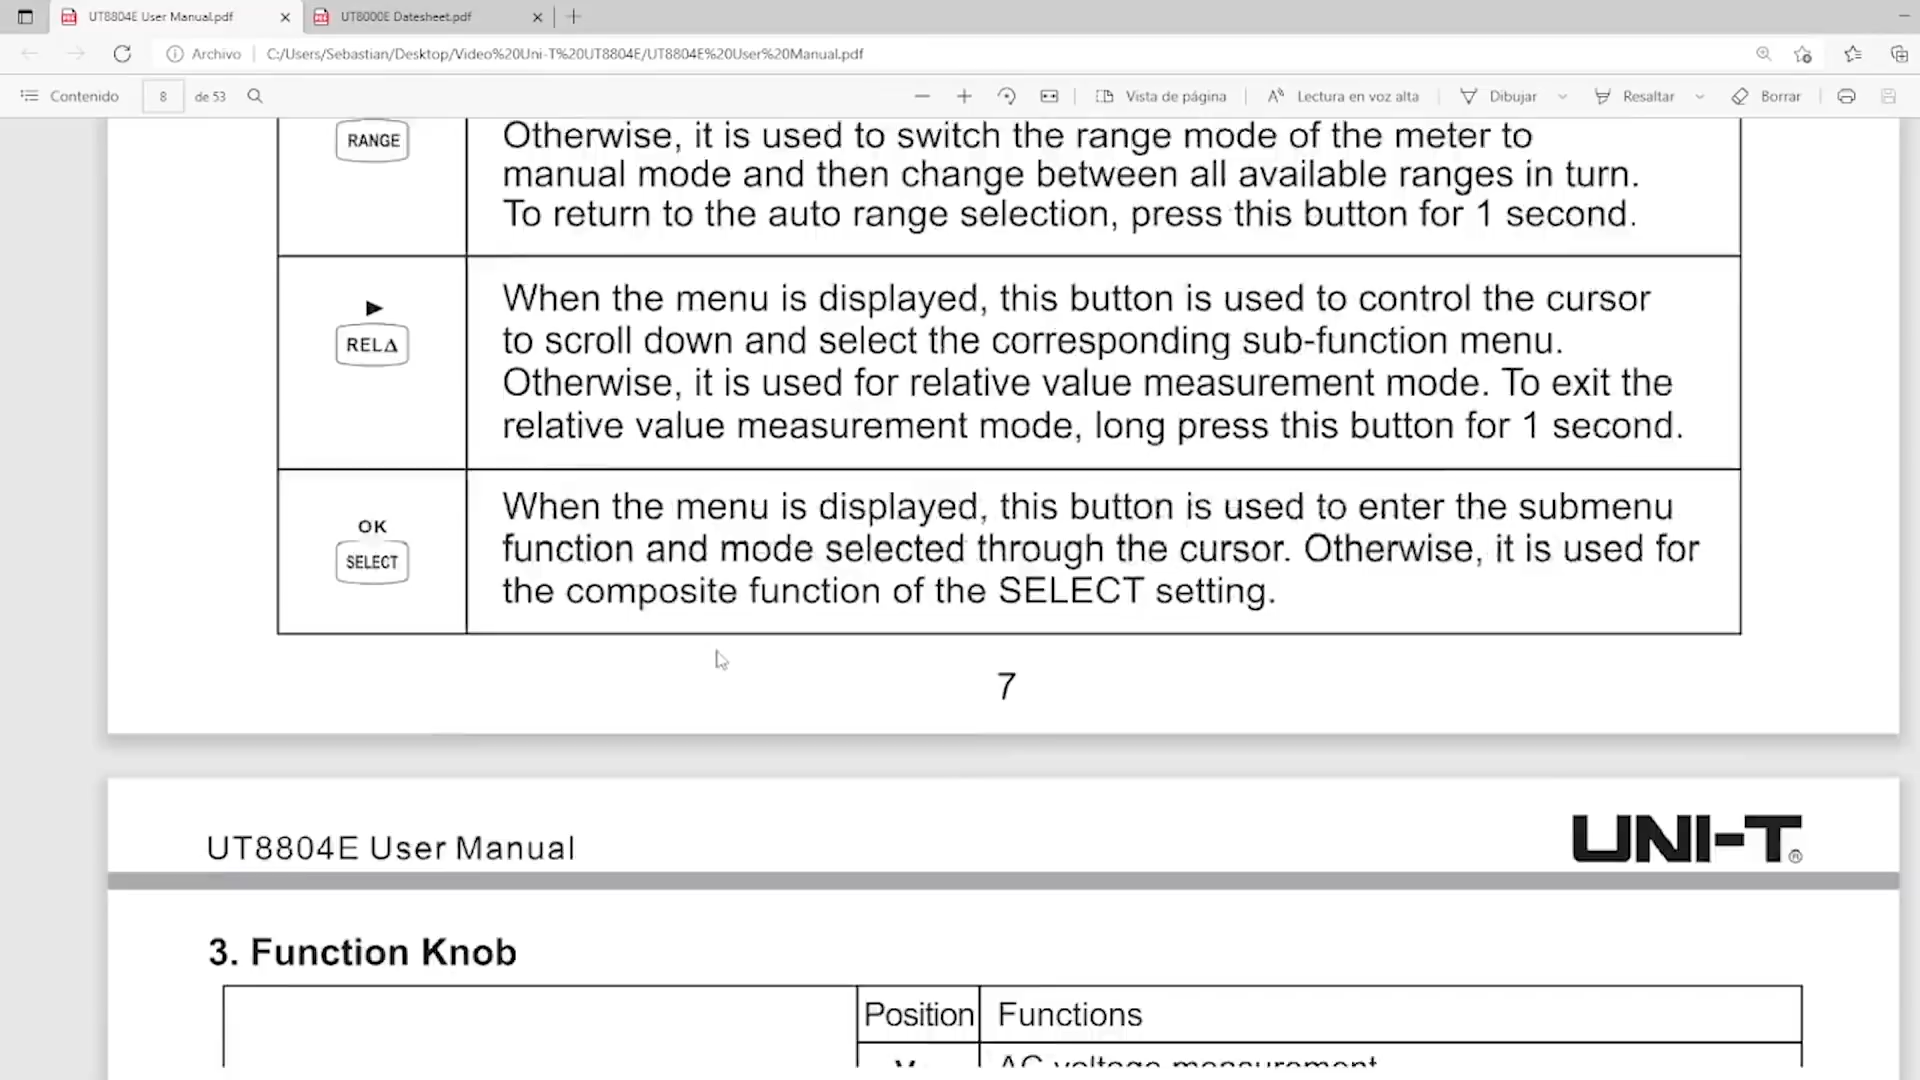 UT8804E User Manual.pdf
UT8000E Datesheet.pdf
Archivo
C:/Users/Sebastian/Desktop/Video%20Uni-T%20UT8804E/UT8804E%20User%20Manual.pdf
Contenido
8
de 53
Vista de página
Lectura en voz alta
Dibujar
Resaltar
Borrar
RANGE
Otherwise, it is used to switch the range mode of the meter to
manual mode and then change between all available ranges in turn.
To return to the auto range selection, press this button for 1 second.
RELΔ
When the menu is displayed, this button is used to control the cursor
to scroll down and select the corresponding sub-function menu.
Otherwise, it is used for relative value measurement mode. To exit the
relative value measurement mode, long press this button for 1 second.
OK
SELECT
When the menu is displayed, this button is used to enter the submenu
function and mode selected through the cursor. Otherwise, it is used for
the composite function of the SELECT setting.
7
UT8804E User Manual
UNI-T®
3. Function Knob
Position
Functions
AC voltage measurement